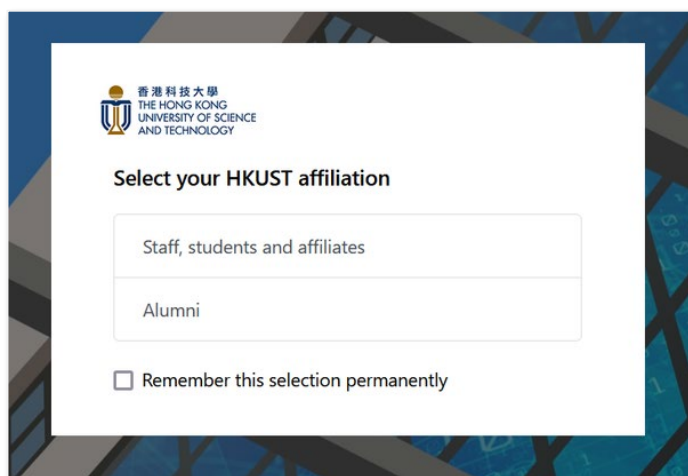 香港科技大學
THE HONG KONG
UNIVERSITY OF SCIENCE
AND TECHNOLOGY
Select your HKUST affiliation
Staff, students and affiliates
Alumni
Remember this selection permanently